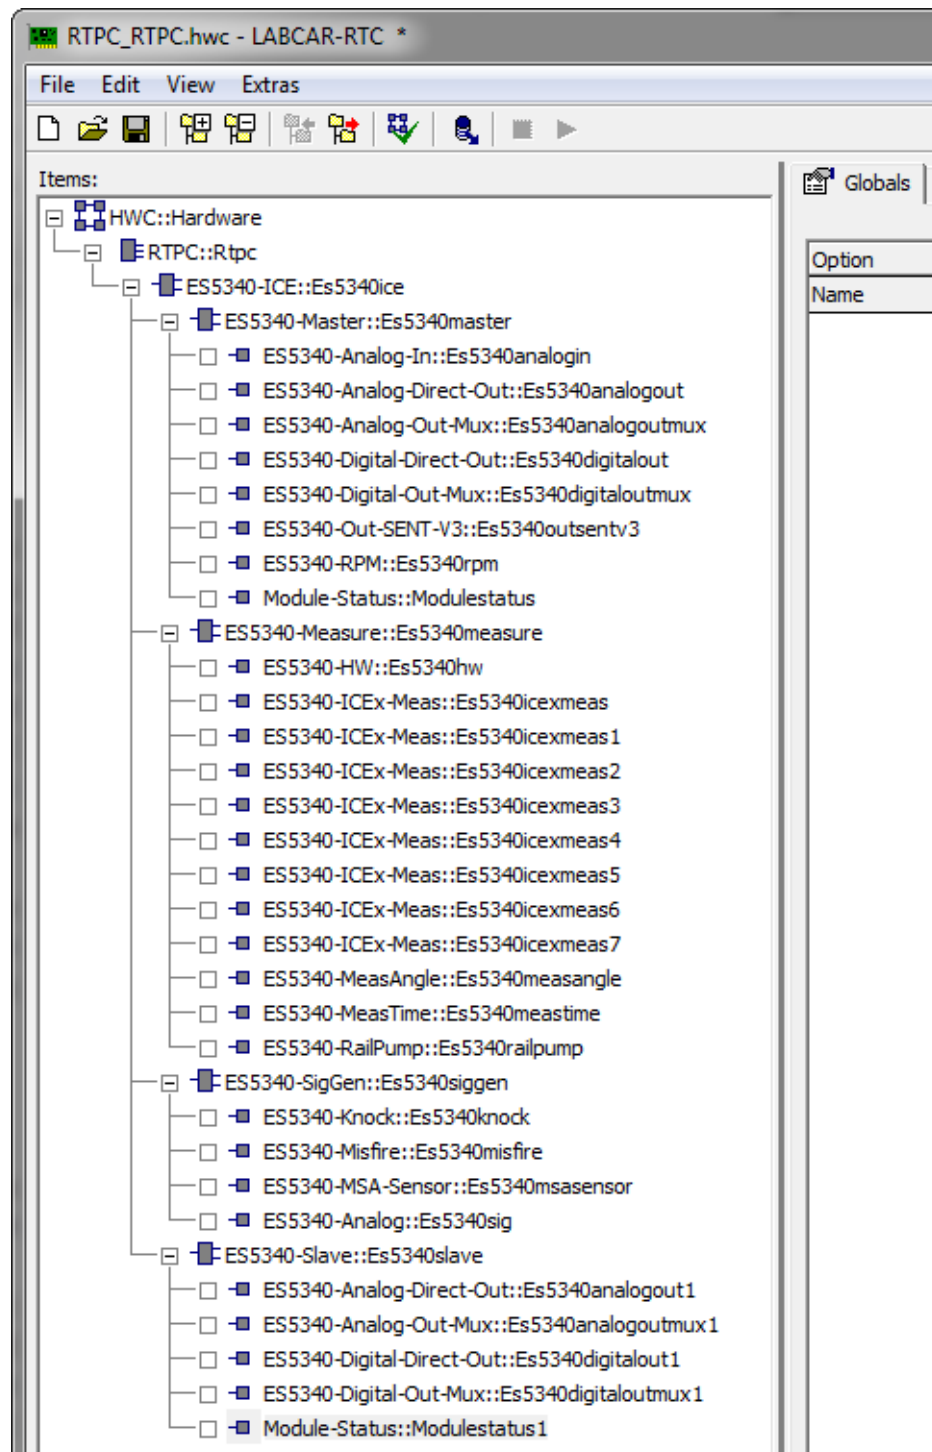 RTPC_RTPC.hwc - LABCAR-RTC *
File Edit View Extras
Items:
Globals
HWC::Hardware
RTPC::Rtpc
Option
ES5340-ICE::Es5340ice
Name
ES5340-Master::Es5340master
ES5340-Analog-In::Es5340analogin
ES5340-Analog-Direct-Out::Es5340analogout
ES5340-Analog-Out-Mux::Es5340analogoutmux
ES5340-Digital-Direct-Out::Es5340digitalout
ES5340-Digital-Out-Mux::Es5340digitaloutmux
ES5340-Out-SENT-V3::Es5340outsentv3
ES5340-RPM::Es5340rpm
Module-Status::Modulestatus
ES5340-Measure::Es5340measure
ES5340-HW::Es5340hw
ES5340-ICEx-Meas::Es5340icexmeas
ES5340-ICEx-Meas::Es5340icexmeas1
ES5340-ICEx-Meas::Es5340icexmeas2
ES5340-ICEx-Meas::Es5340icexmeas3
ES5340-ICEx-Meas::Es5340icexmeas4
ES5340-ICEx-Meas::Es5340icexmeas5
ES5340-ICEx-Meas::Es5340icexmeas6
ES5340-ICEx-Meas::Es5340icexmeas7
ES5340-MeasAngle::Es5340measangle
ES5340-MeasTime::Es5340meastime
ES5340-RailPump::Es5340railpump
ES5340-SigGen::Es5340siggen
ES5340-Knock::Es5340knock
ES5340-Misfire::Es5340misfire
ES5340-MSA-Sensor::Es5340msasensor
ES5340-Analog::Es5340sig
ES5340-Slave::Es5340slave
ES5340-Analog-Direct-Out::Es5340analogout1
ES5340-Analog-Out-Mux::Es5340analogoutmux1
ES5340-Digital-Direct-Out::Es5340digitalout1
ES5340-Digital-Out-Mux::Es5340digitaloutmux1
Module-Status::Modulestatus1